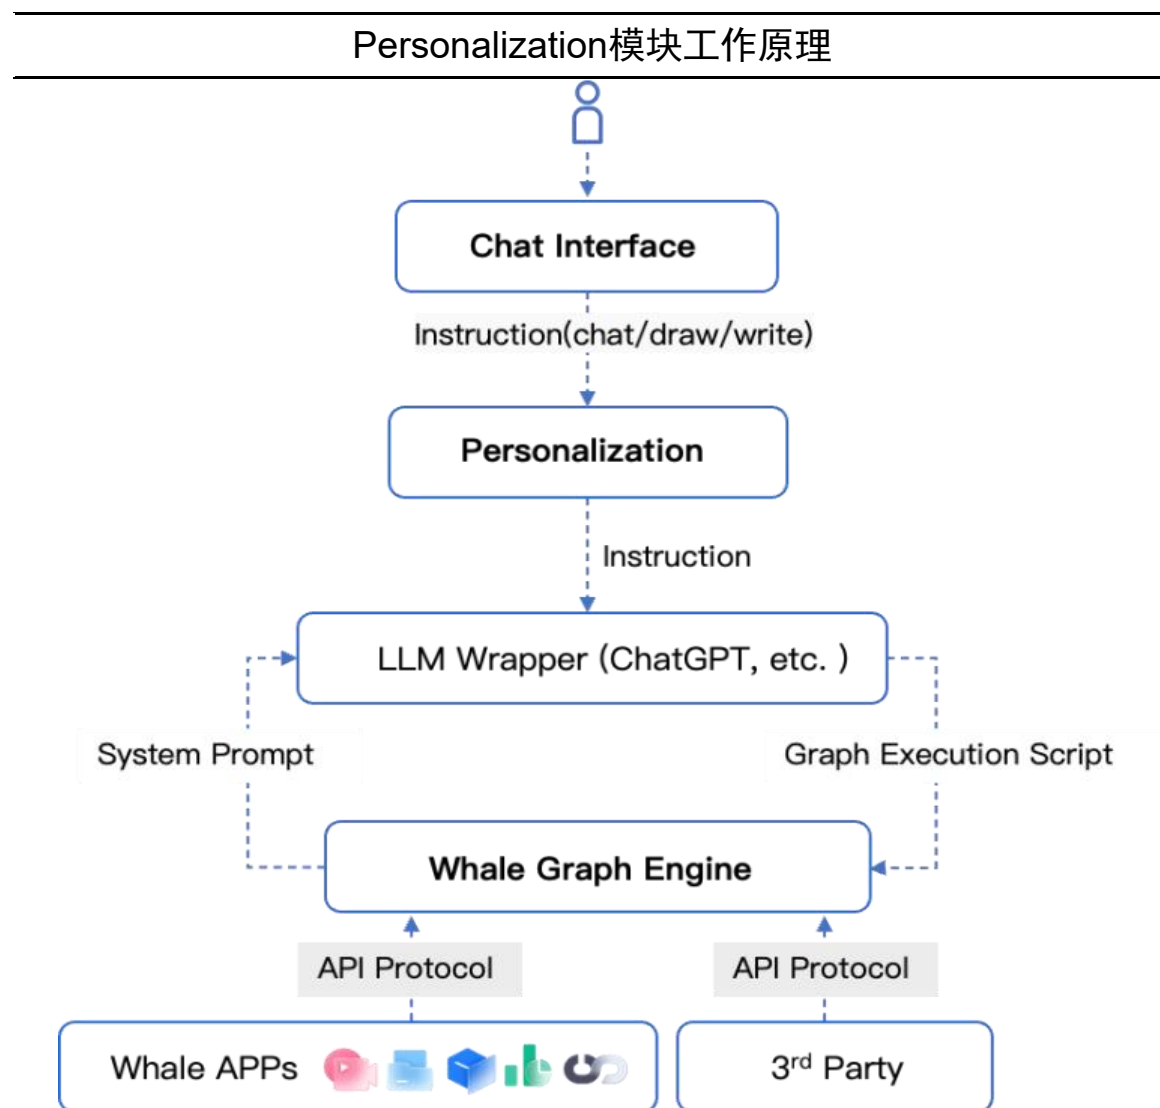 Personalization模块工作原理
Chat Interface
Instruction(chat/draw/write)
Personalization
Instruction
LLM Wrapper (ChatGPT, etc. )
System Prompt
Graph Execution Script
Whale Graph Engine
API Protocol
API Protocol
Whale APPs
3rd Party